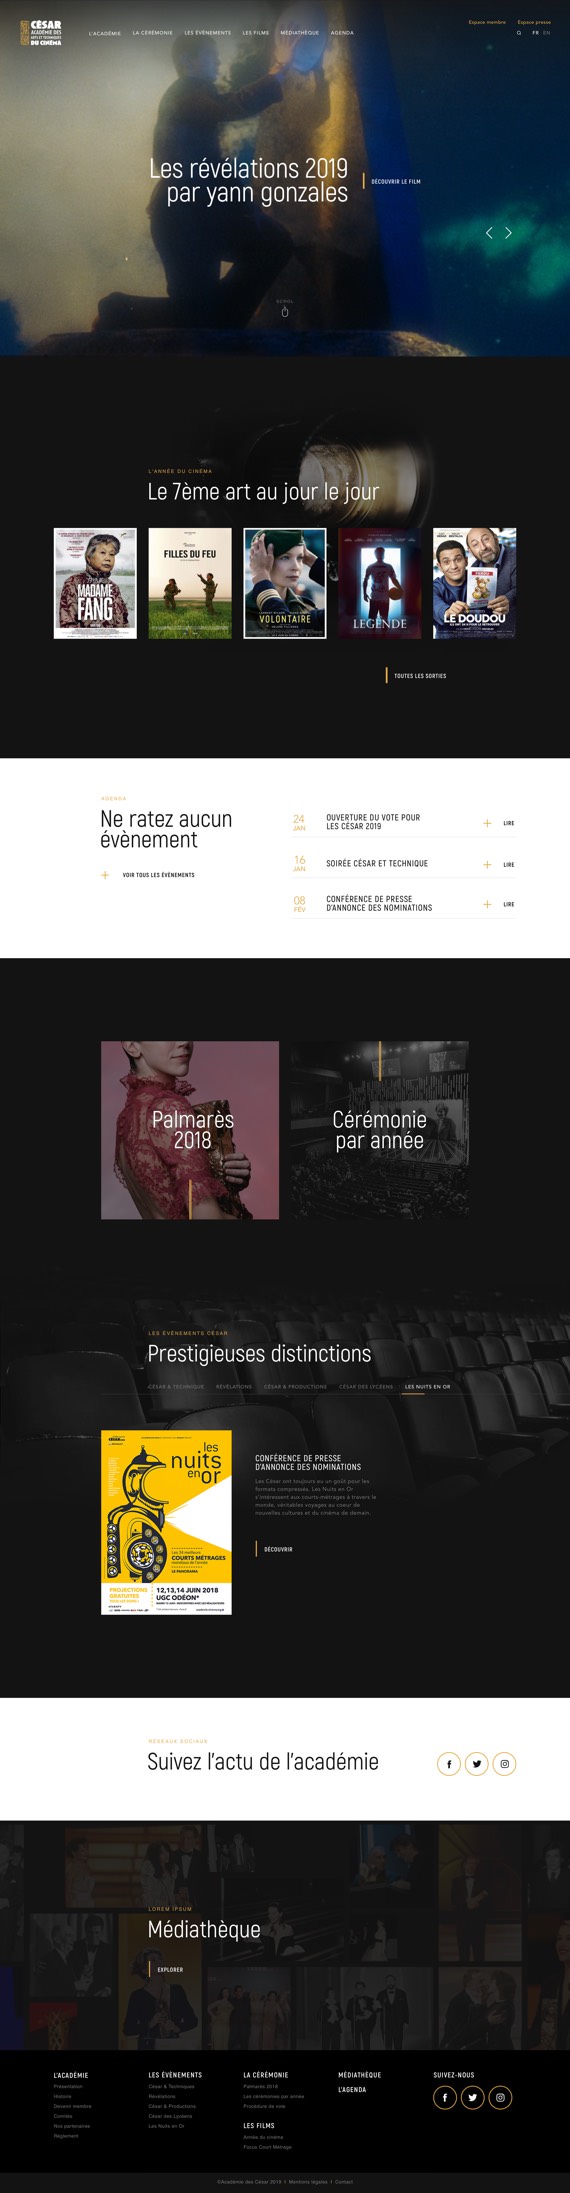 CÉSAR
ACADÉMIE DES
ARTS ET TECHNIQUES
DU CINÉMA
L'ACADÉMIE
LA CÉRÉMONIE
LES ÉVÈNEMENTS
LES FILMS
MÉDIATHÈQUE
AGENDA
Espace membre
Espace presse
FR EN
Les révélations 2019
par yann gonzales
DÉCOUVRIR LE FILM
SCROLL
L'ANNÉE DU CINÉMA
Le 7ème art au jour le jour
MADAME
FANG
FILLES DU FEU
VOLONTAIRE
LEGENDE
LE DOUDOU
TOUTES LES SORTIES
AGENDA
Ne ratez aucun
évènement
VOIR TOUS LES ÉVÈNEMENTS
24
JAN
OUVERTURE DU VOTE POUR
LES CÉSAR 2019
LIRE
16
JAN
SOIRÉE CÉSAR ET TECHNIQUE
LIRE
08
FÉV
CONFÉRENCE DE PRESSE
D'ANNONCE DES NOMINATIONS
LIRE
Palmarès
2018
Cérémonie
par année
LES ÉVÈNEMENTS CÉSAR
Prestigieuses distinctions
CÉSAR & TECHNIQUE
RÉVÉLATIONS
CÉSAR & PRODUCTIONS
CÉSAR DES LYCÉENS
LES NUITS EN OR
les
nuits
en or
COURTS MÉTRAGES
LE PANORAMA
PROJECTIONS
GRATUITES
12,13,14 JUIN 2018
UGC ODÉON*
CONFÉRENCE DE PRESSE
D'ANNONCE DES NOMINATIONS
Les César ont toujours eu un goût pour les
formats compressés. Les Nuits en Or
s'intéressent aux courts-métrages à travers le
monde, véritables voyages au coeur de
nouvelles cultures et du cinéma de demain.
DÉCOUVRIR
RÉSEAUX SOCIAUX
Suivez l'actu de l'académie
LOREM IPSUM
Médiathèque
EXPLORER
L'ACADÉMIE
Présentation
Histoire
Devenir membre
Comités
Nos partenaires
Règlement
LES ÉVÈNEMENTS
César & Techniques
Révélations
César & Productions
César des Lycéens
Les Nuits en Or
LA CÉRÉMONIE
Palmarès 2018
Les cérémonies par année
Procédure de vote
LES FILMS
Année du cinéma
Focus Court Métrage
MÉDIATHÈQUE
L'AGENDA
SUIVEZ-NOUS
©Académie des César 2019 | Mentions légales | Contact